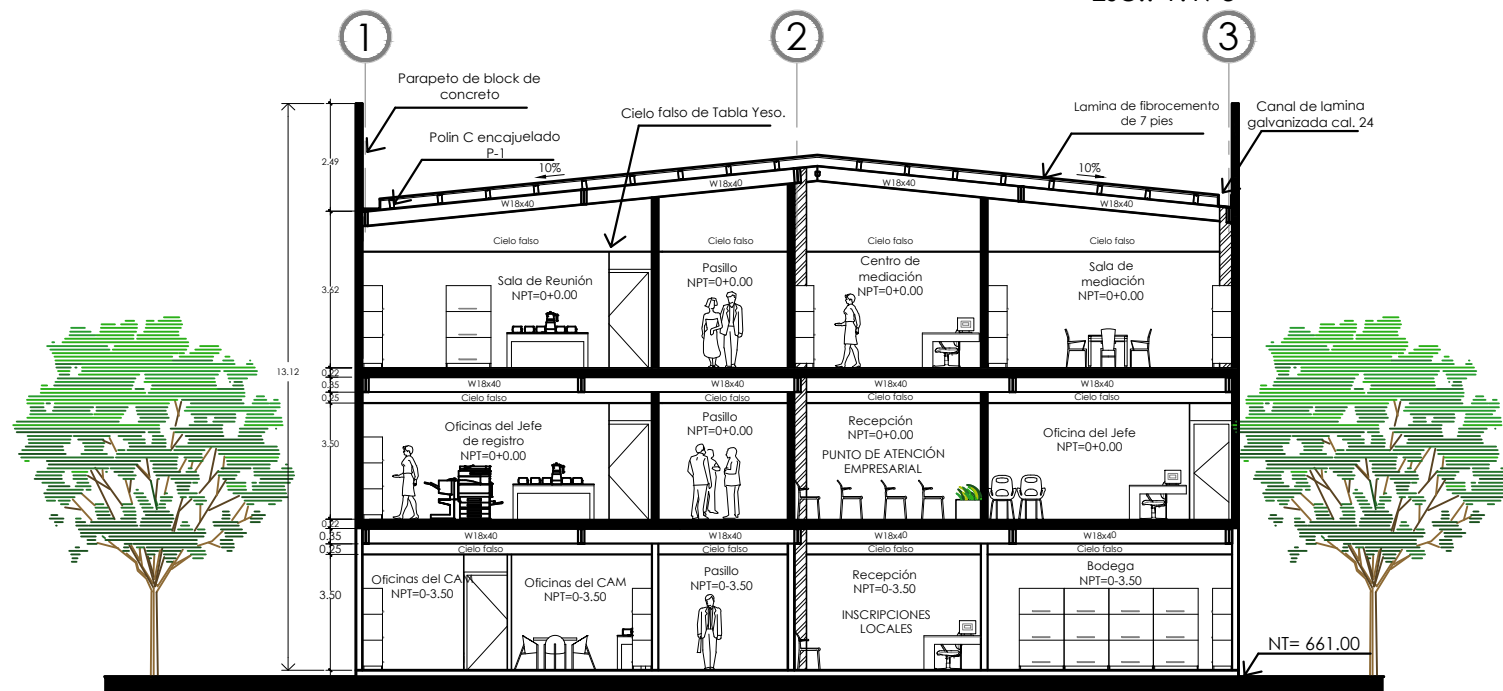 1
2
3
Parapeto de block de
concreto
Cielo falso de Tabla Yeso.
Lamina de fibrocemento
de 7 pies
Canal de lamina
galvanizada cal. 24
Polin C encajuelado
P-1
10%
10%
2.49
W18x40
W18x40
W18x40
W18x40
Cielo falso
Cielo falso
Cielo falso
Cielo falso
Sala de Reunión
NPT=0+0.00
Pasillo
NPT=0+0.00
Centro de
mediación
NPT=0+0.00
Sala de
mediación
NPT=0+0.00
3.62
13.12
0.22
0.35
0.25
W18x40
W18x40
W18x40
W18x40
Cielo falso
Cielo falso
Cielo falso
Cielo falso
Oficinas del Jefe
de registro
NPT=0+0.00
Pasillo
NPT=0+0.00
Recepción
NPT=0+0.00
PUNTO DE ATENCIÓN
EMPRESARIAL
Oficina del Jefe
NPT=0+0.00
3.50
0.22
0.35
0.25
W18x40
W18x40
W18x40
W18x40
Cielo falso
Cielo falso
Cielo falso
Cielo falso
Oficinas del CAM
NPT=0-3.50
Oficinas del CAM
NPT=0-3.50
Pasillo
NPT=0-3.50
Recepción
NPT=0-3.50
INSCRIPCIONES
LOCALES
Bodega
NPT=0-3.50
3.50
NT= 661.00